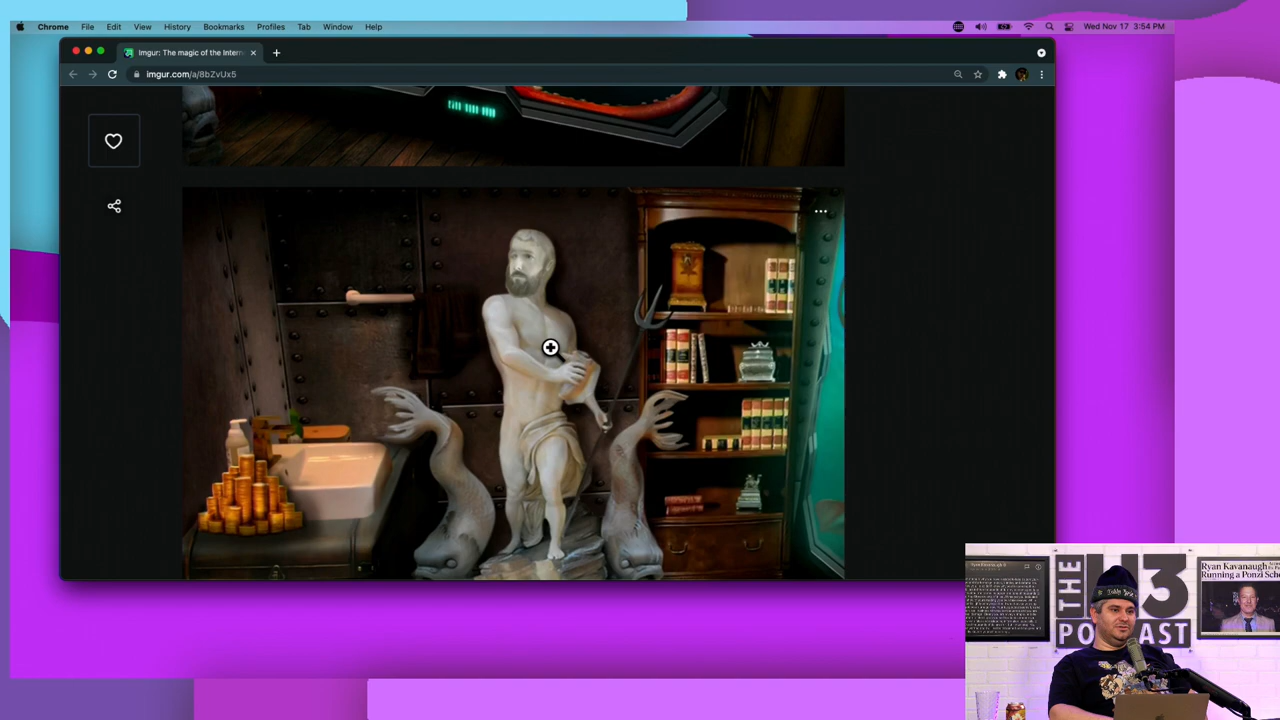 Chrome File Edit View History Bookmarks Profiles Tab Window Help
Wed Nov 17 3:54 PM
Imgur: The magic of the Intern
imgur.com/a/8bZvUx5
THE H3
PODCAST
Ryan Kavanaugh
Running a Ponzi Sch